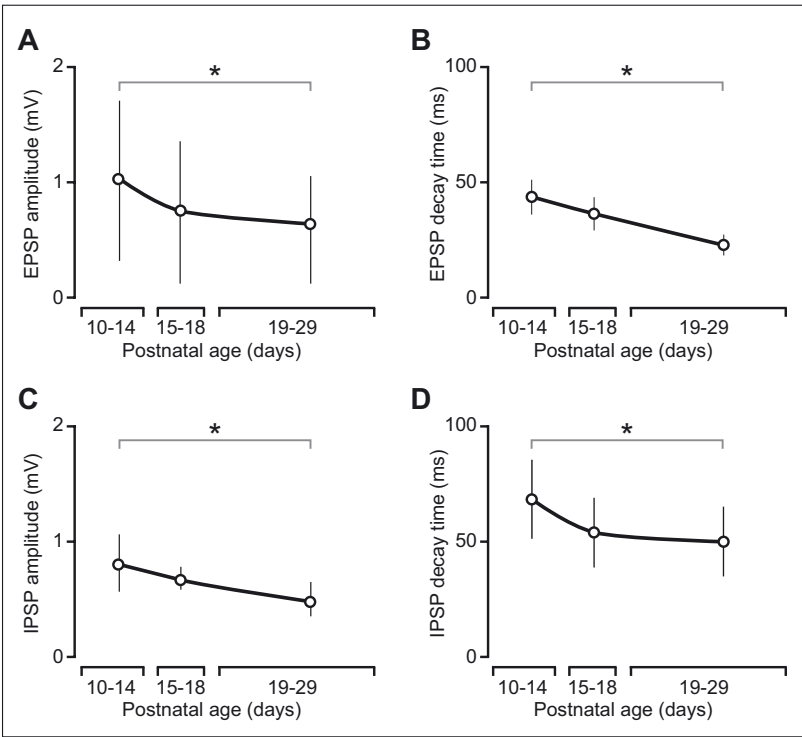 A
EPSP amplitude (mV)
2
1
0
*
10-14 15-18 19-29
Postnatal age (days)
B
EPSP decay time (ms)
100
50
0
*
10-14 15-18 19-29
Postnatal age (days)
C
IPSP amplitude (mV)
2
1
0
*
10-14 15-18 19-29
Postnatal age (days)
D
IPSP decay time (ms)
100
50
0
*
10-14 15-18 19-29
Postnatal age (days)